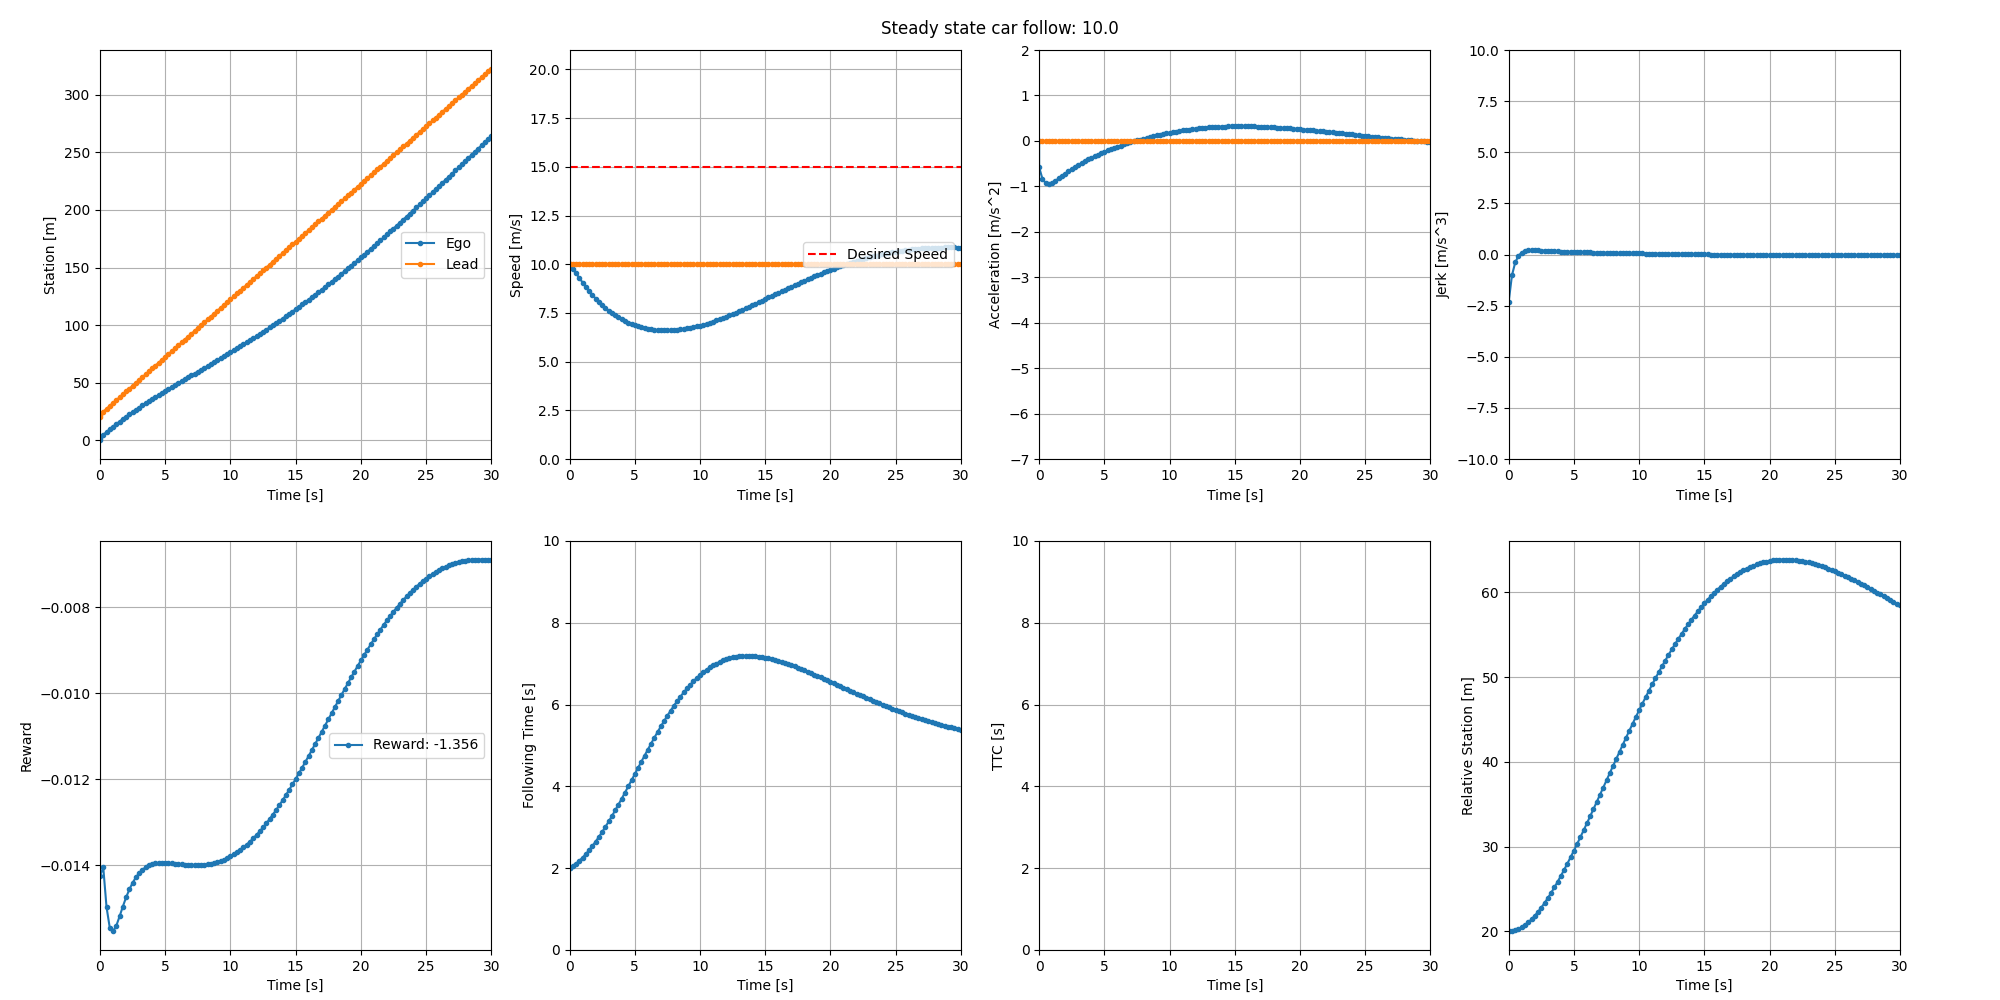 Steady state car follow: 10.0
Station [m]
300
250
200
150
100
50
0
Ego
Lead
0 5 10 15 20 25 30
Time [s]
Speed [m/s]
20.0
17.5
15.0
12.5
10.0
7.5
5.0
2.5
0.0
Desired Speed
0 5 10 15 20 25 30
Time [s]
Acceleration [m/s^2]
2
1
0
−1
−2
−3
−4
−5
−6
−7
0 5 10 15 20 25 30
Time [s]
Jerk [m/s^3]
10.0
7.5
5.0
2.5
0.0
−2.5
−5.0
−7.5
−10.0
0 5 10 15 20 25 30
Time [s]
Reward
−0.008
−0.010
−0.012
−0.014
Reward: -1.356
0 5 10 15 20 25 30
Time [s]
Following Time [s]
10
8
6
4
2
0
0 5 10 15 20 25 30
Time [s]
TTC [s]
10
8
6
4
2
0
0 5 10 15 20 25 30
Time [s]
Relative Station [m]
60
50
40
30
20
0 5 10 15 20 25 30
Time [s]